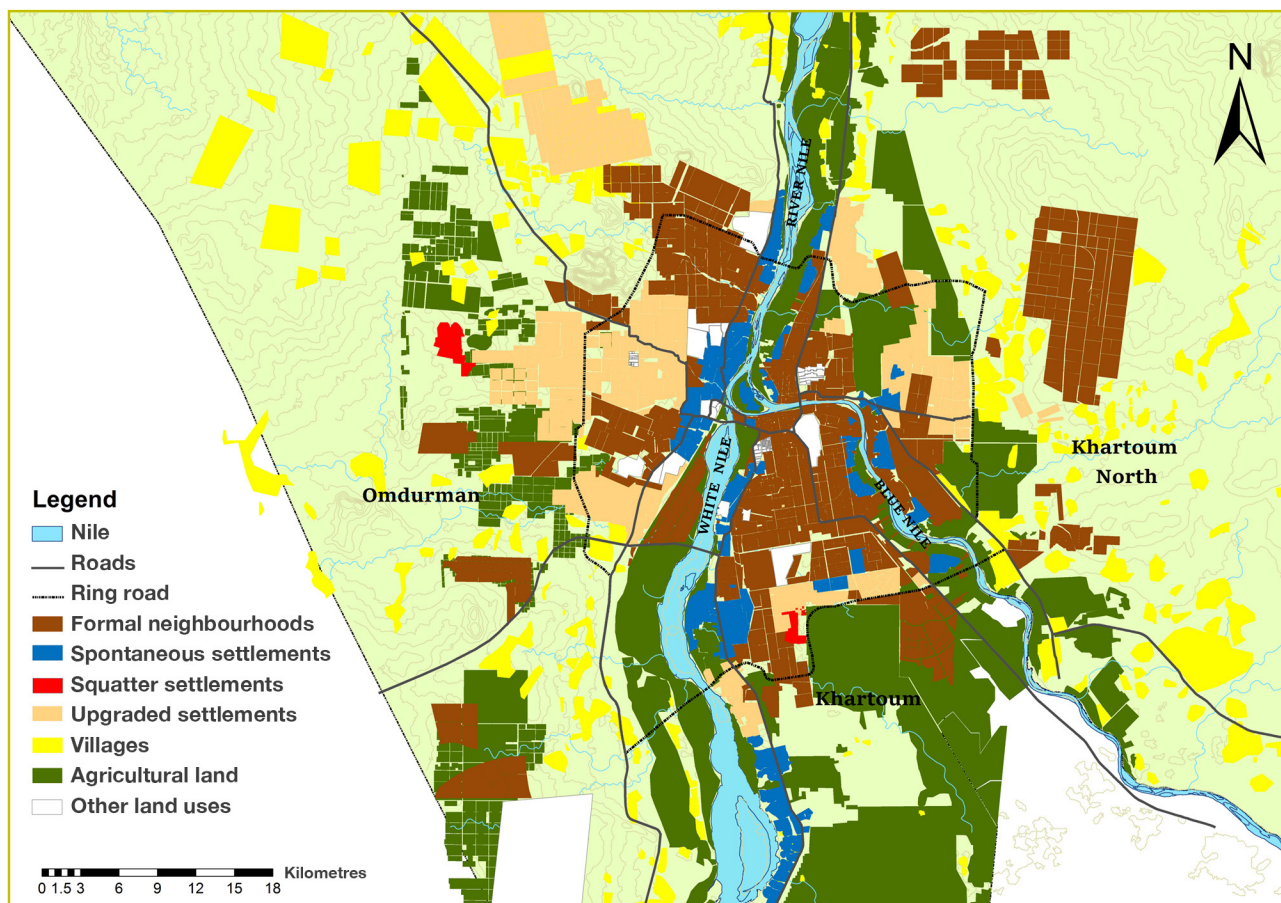 N
RIVER NILE
Khartoum
North
Omdurman
WHITE NILE
BLUE NILE
Khartoum
Legend
Nile
Roads
Ring road
Formal neighbourhoods
Spontaneous settlements
Squatter settlements
Upgraded settlements
Villages
Agricultural land
Other land uses
Kilometres
0 1.5 3 6 9 12 15 18